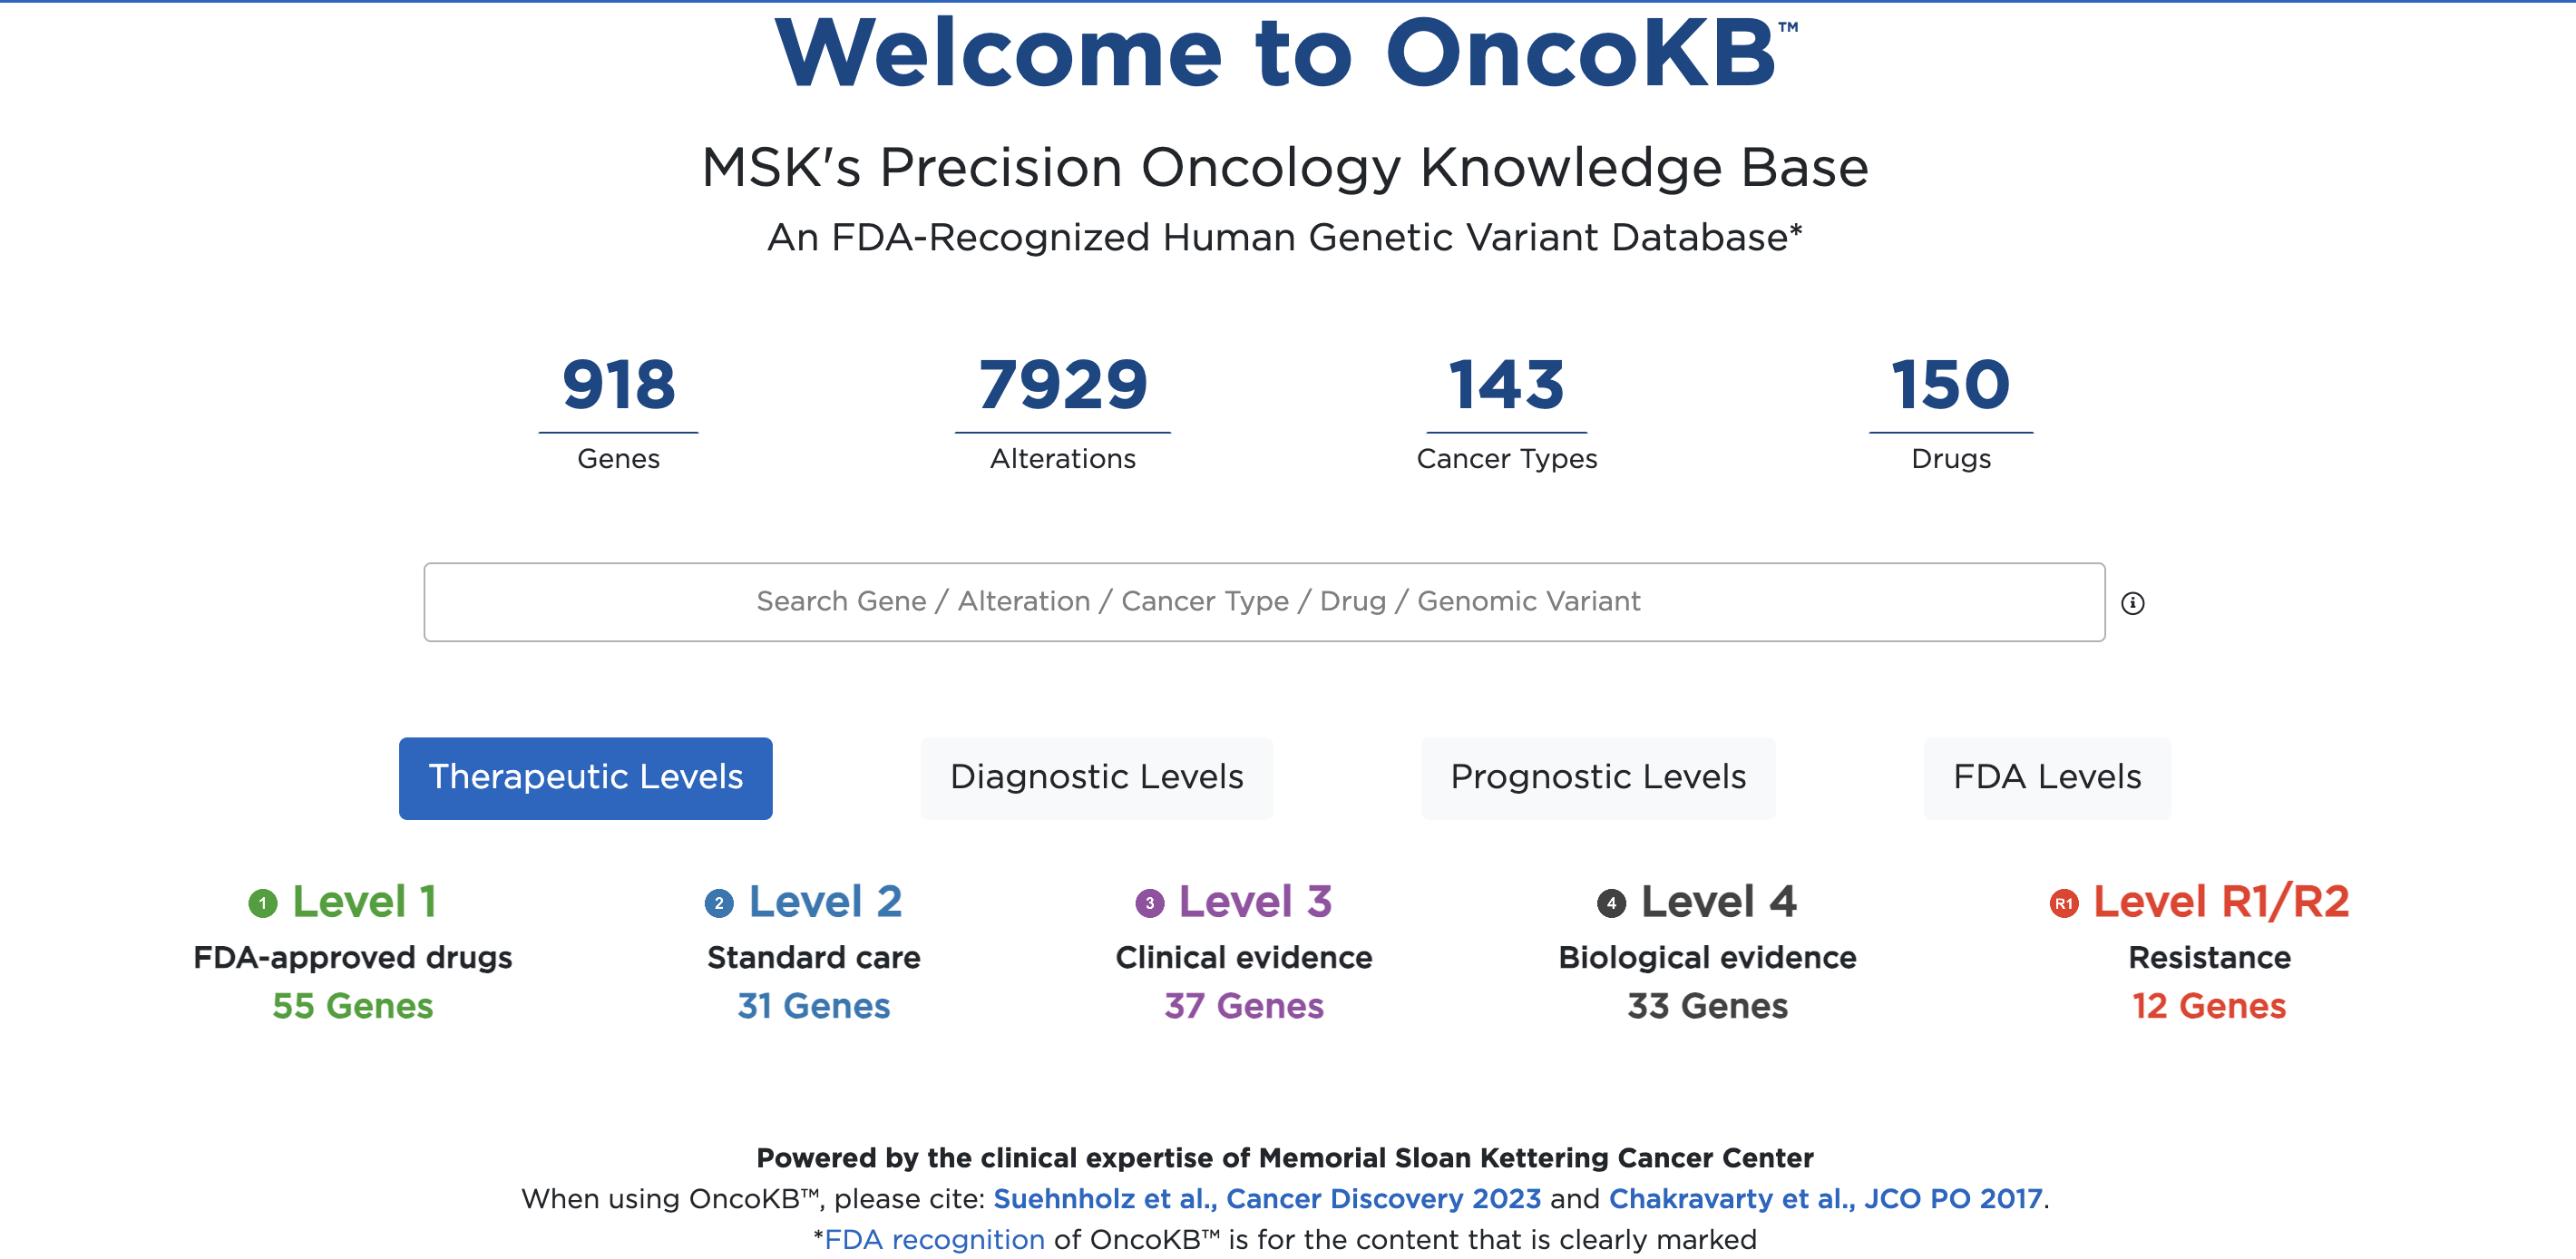 Welcome to OncoKB™
MSK's Precision Oncology Knowledge Base
An FDA-Recognized Human Genetic Variant Database*
918 7929 143 150
Genes Alterations Cancer Types Drugs
Search Gene / Alteration / Cancer Type / Drug / Genomic Variant
Therapeutic Levels Diagnostic Levels Prognostic Levels FDA Levels
1 Level 1 2 Level 2 3 Level 3 4 Level 4 R1 Level R1/R2
FDA-approved drugs Standard care Clinical evidence Biological evidence Resistance
55 Genes 31 Genes 37 Genes 33 Genes 12 Genes
Powered by the clinical expertise of Memorial Sloan Kettering Cancer Center
When using OncoKB™, please cite: Suehnholz et al., Cancer Discovery 2023 and Chakravarty et al., JCO PO 2017.
*FDA recognition of OncoKB™ is for the content that is clearly marked